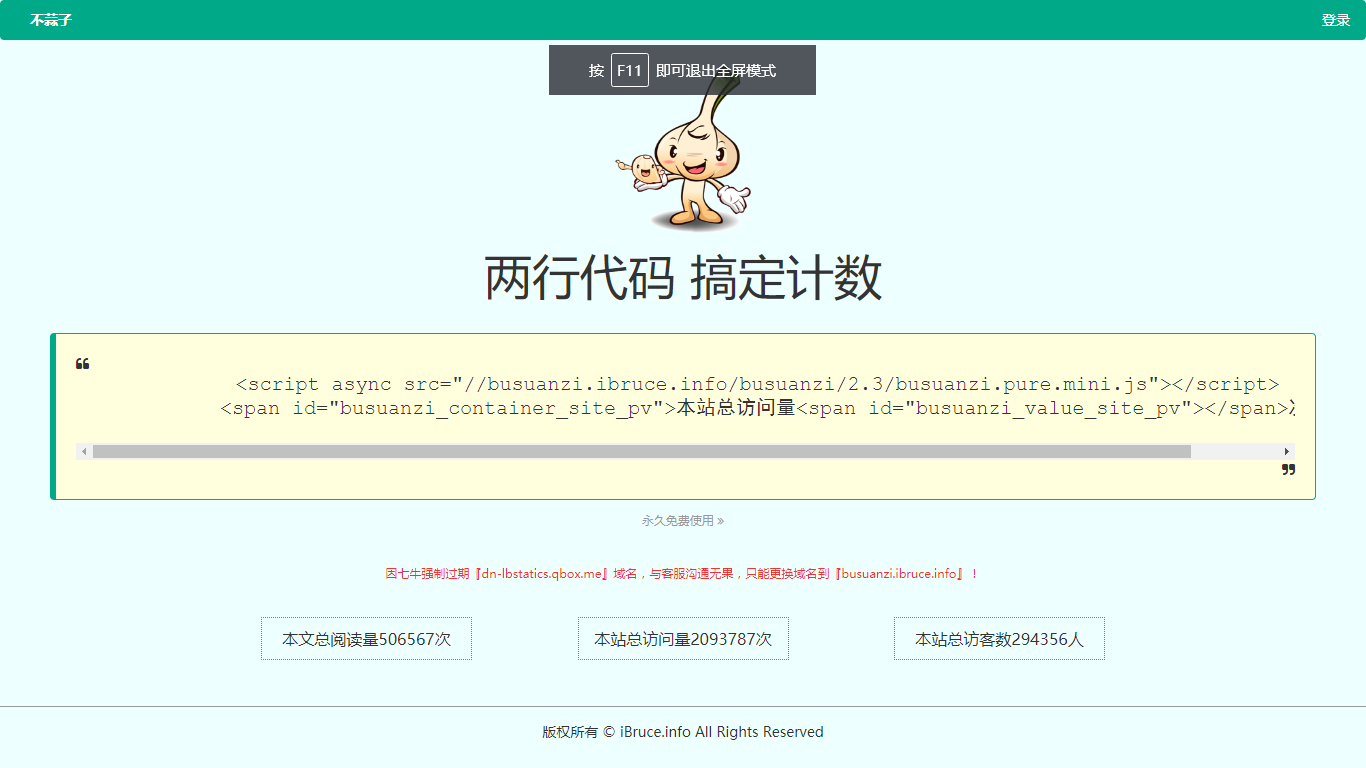 不蒜子
登录
按 F11 即可退出全屏模式
两行代码 搞定计数
<script async src="//busuanzi.ibruce.info/busuanzi/2.3/busuanzi.pure.mini.js"></script>
<span id="busuanzi_container_site_pv">本站总访问量<span id="busuanzi_value_site_pv"></span>
永久免费使用 »
因七牛强制过期『dn-lbstatics.qbox.me』域名，与客服沟通无果，只能更换域名到『busuanzi.ibruce.info』！
本文总阅读量506567次
本站总访问量2093787次
本站总访客数294356人
版权所有 © iBruce.info All Rights Reserved